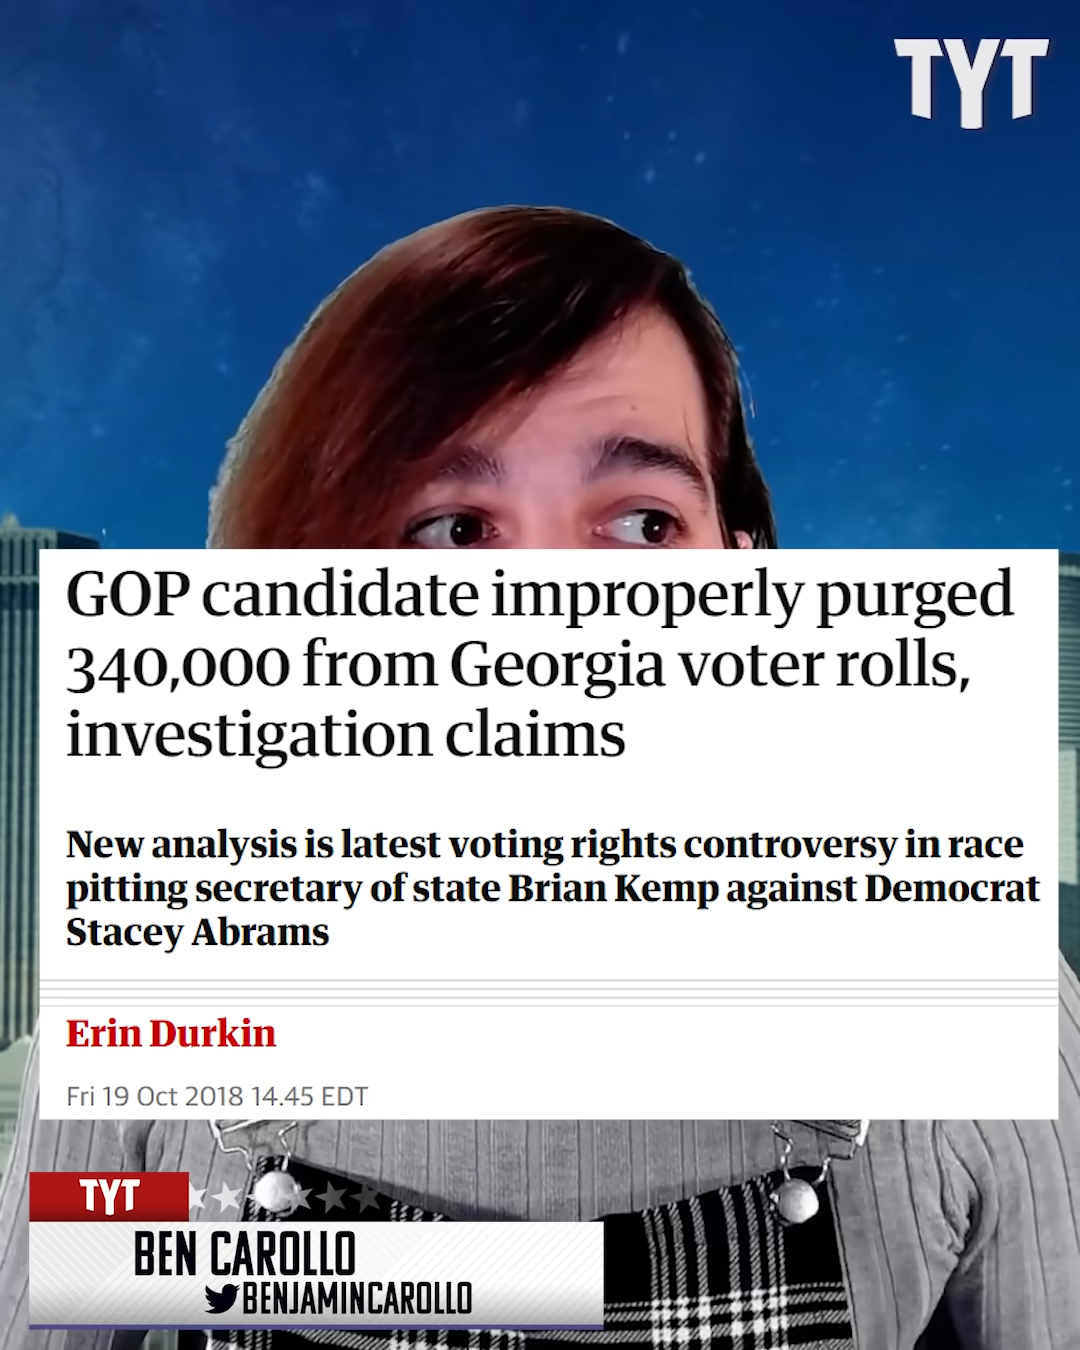 TYT
GOP candidate improperly purged
340,000 from Georgia voter rolls,
investigation claims
New analysis is latest voting rights controversy in race
pitting secretary of state Brian Kemp against Democrat
Stacey Abrams
Erin Durkin
Fri 19 Oct 2018 14.45 EDT
TYT
BEN CAROLLO
BENJAMINCAROLLO